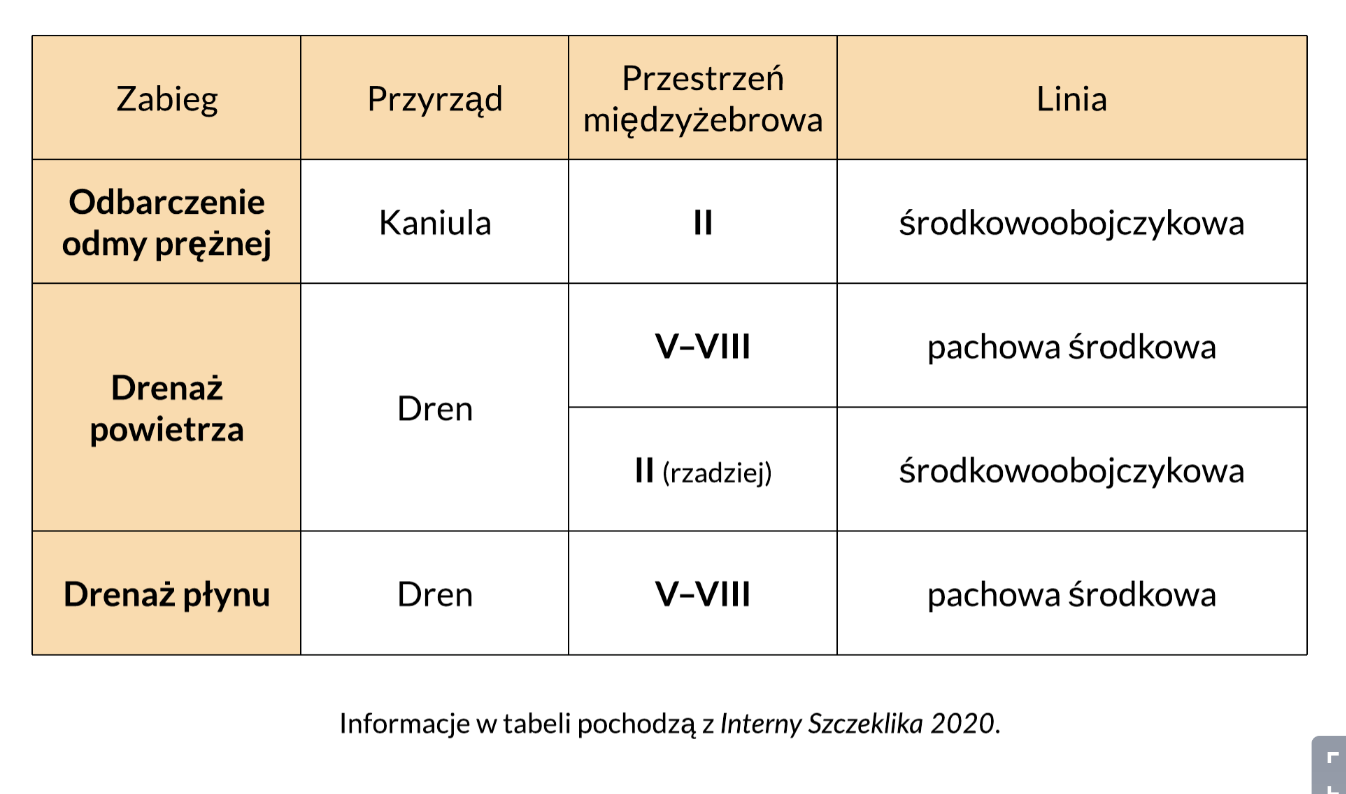 Zabieg
Przyrząd
Przestrzeń
międzyżebrowa
Linia
Odbarczenie
odmy prężnej
Kaniula
II
środkowoobojczykowa
Drenaż
powietrza
Dren
V–VIII
pachowa środkowa
II (rzadziej)
środkowoobojczykowa
Drenaż płynu
Dren
V–VIII
pachowa środkowa
Informacje w tabeli pochodzą z Interny Szczeklika 2020.